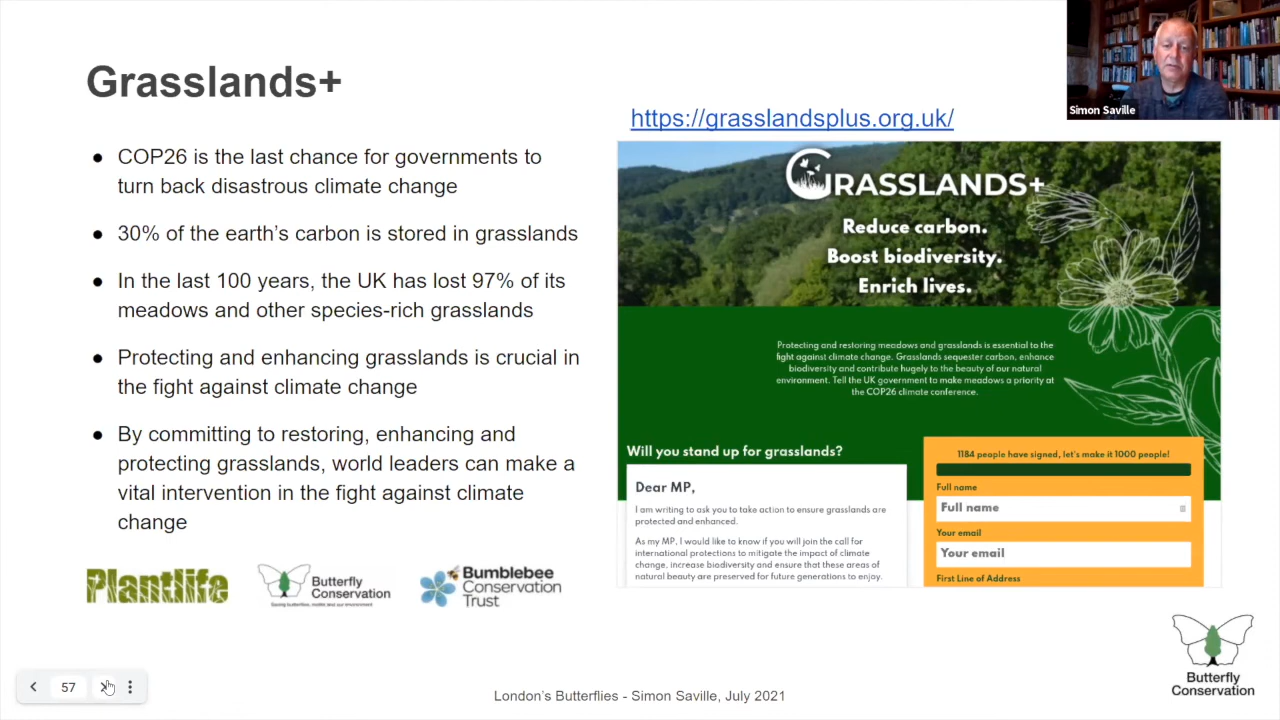 Grasslands+
● COP26 is the last chance for governments to
turn back disastrous climate change
● 30% of the earth's carbon is stored in grasslands
● In the last 100 years, the UK has lost 97% of its
meadows and other species-rich grasslands
● Protecting and enhancing grasslands is crucial in
the fight against climate change
● By committing to restoring, enhancing and
protecting grasslands, world leaders can make a
vital intervention in the fight against climate
change
Plantlife
Butterfly
Conservation
Saving butterflies, moths and our environment
Bumblebee
Conservation
Trust
https://grasslandsplus.org.uk/
GRASSLANDS+
Reduce carbon.
Boost biodiversity.
Enrich lives.
Protecting and restoring meadows and grasslands is essential to the
fight against climate change. Grasslands sequester carbon, enhance
biodiversity and contribute hugely to the beauty of our natural
environment. Tell the UK government to make meadows a priority at
the COP26 climate conference.
Will you stand up for grasslands?
Dear MP,
I am writing to ask you to take action to ensure grasslands are
protected and enhanced.
As my MP, I would like to know if you will join the call for
international protections to mitigate the impact of climate
change, increase biodiversity and ensure that these areas of
natural beauty are preserved for future generations to enjoy.
1184 people have signed, let's make it 1000 people!
Full name
Full name
Your email
Your email
First Line of Address
Simon Saville
Butterfly
Conservation
57
London's Butterflies - Simon Saville, July 2021